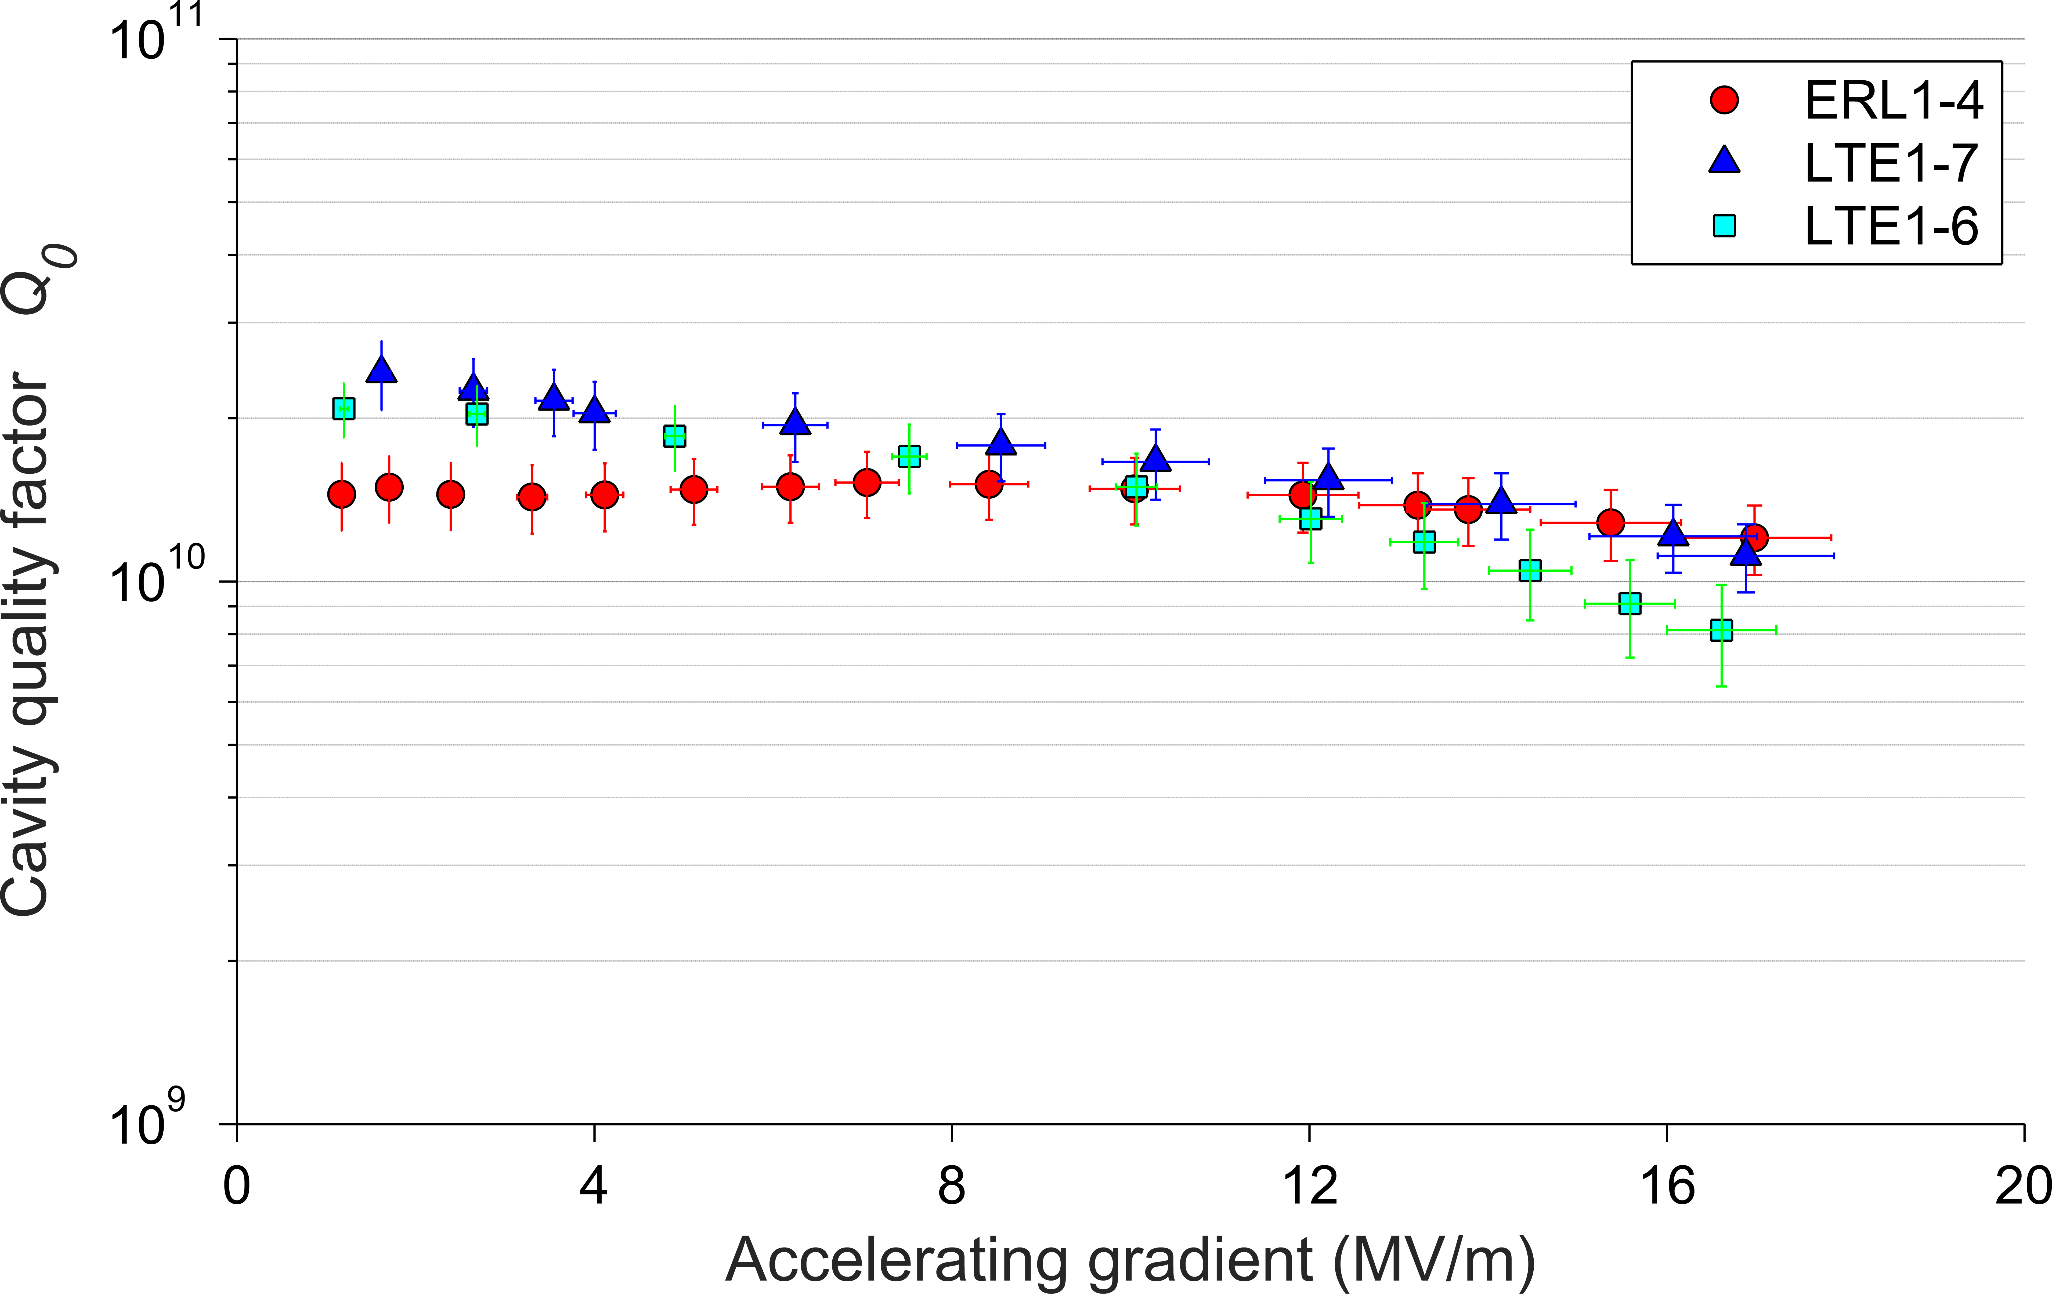 10^11
10^10
10^9
Cavity quality factor Q_0
ERL1-4
LTE1-7
LTE1-6
0 4 8 12 16 20
Accelerating gradient (MV/m)